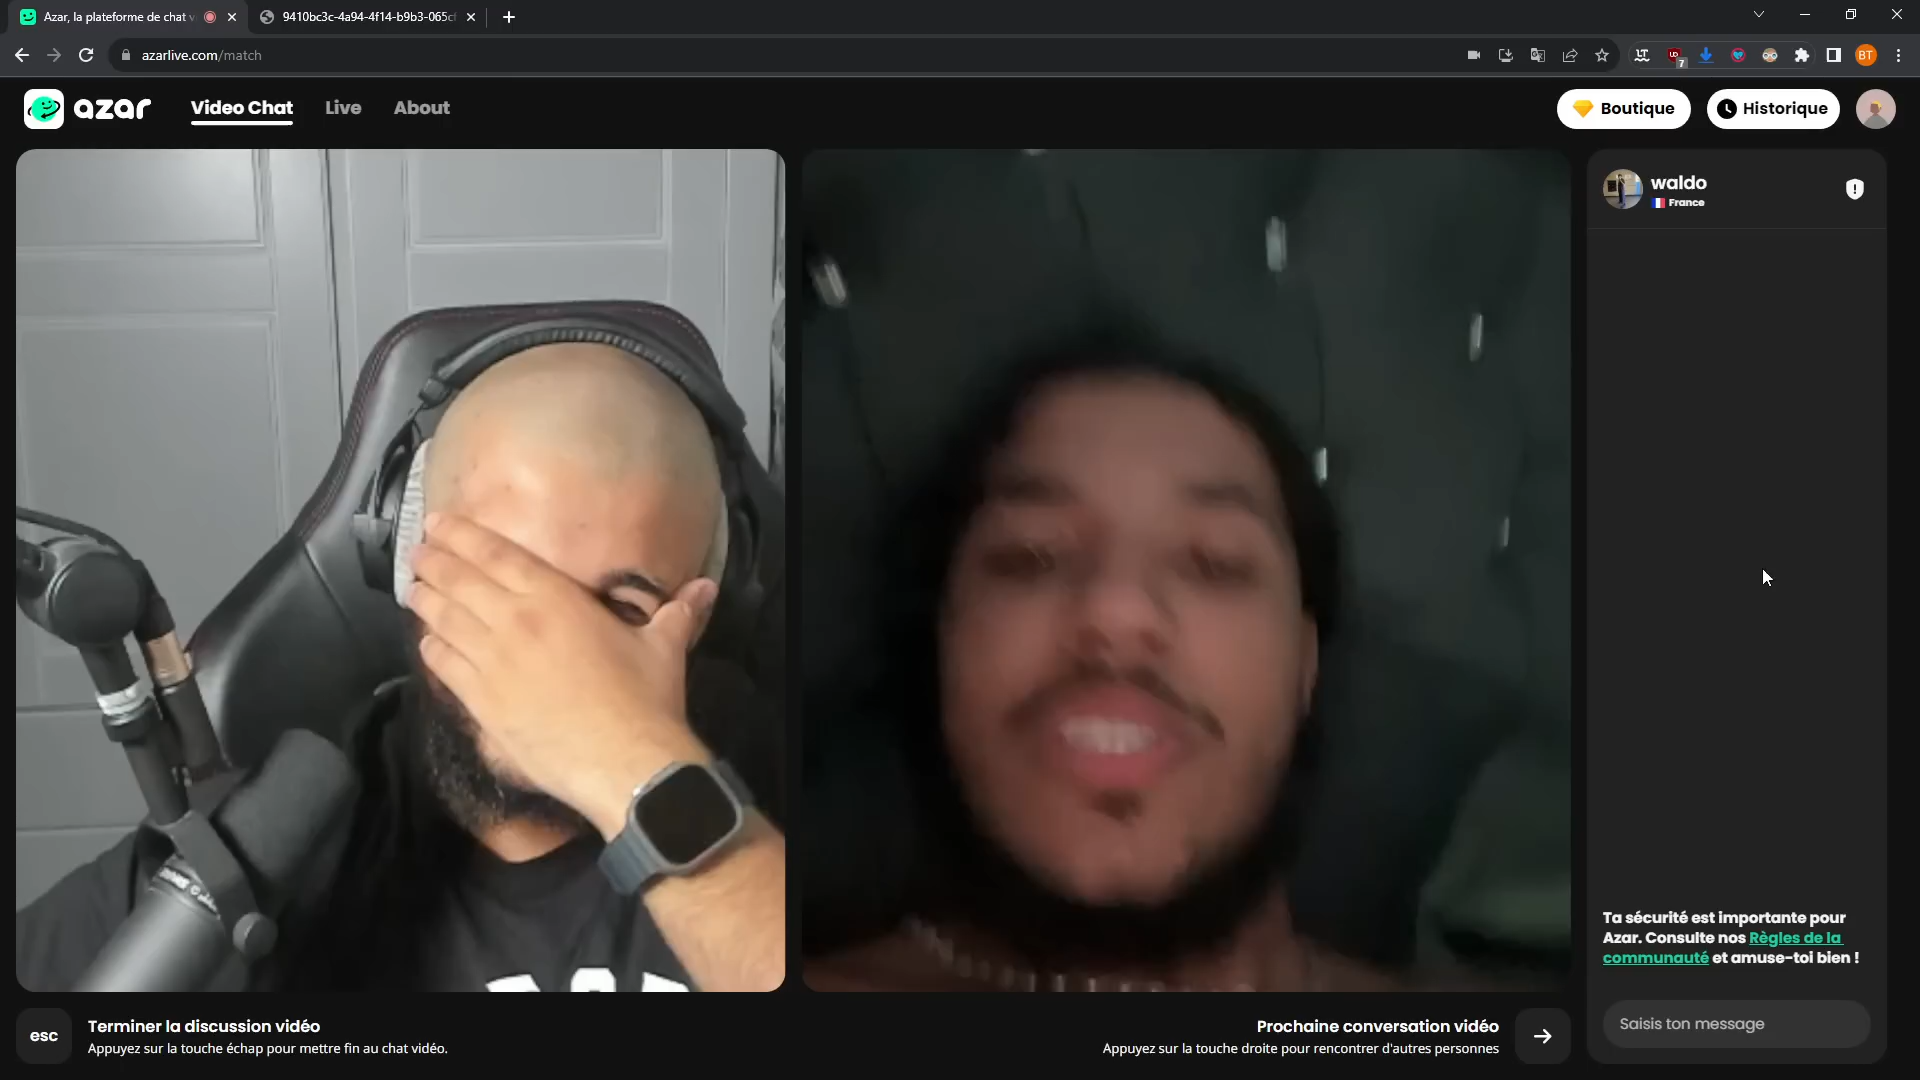 Azar, la plateforme de chat v
9410bc3c-4a94-4f14-b9b3-065cf
azarlive.com/match
7
BT
azar
Video Chat
Live
About
Boutique
Historique
waldo
France
Ta sécurité est importante pour
Azar. Consulte nos Règles de la
communauté et amuse-toi bien !
Saisis ton message
esc
Terminer la discussion vidéo
Appuyez sur la touche échap pour mettre fin au chat vidéo.
Prochaine conversation vidéo
Appuyez sur la touche droite pour rencontrer d'autres personnes